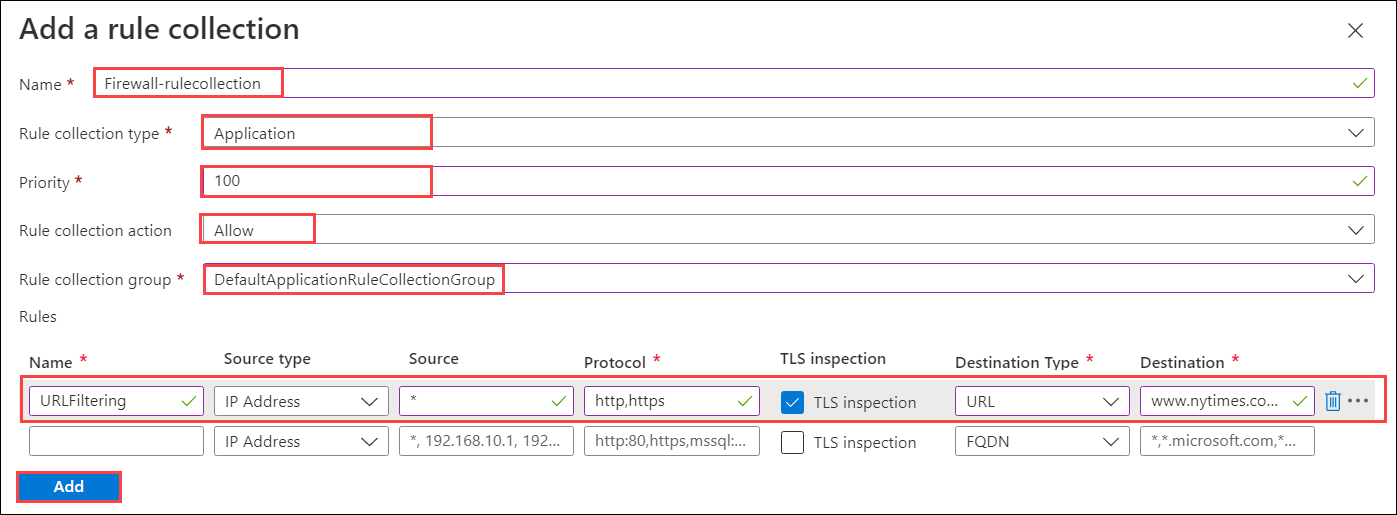 Add a rule collection
Name * Firewall-rulecollection
Rule collection type * Application
Priority * 100
Rule collection action Allow
Rule collection group * DefaultApplicationRuleCollectionGroup
Rules
Name * Source type Source Protocol * TLS inspection Destination Type * Destination *
URLFiltering IP Address * http,https TLS inspection URL www.nytimes.co...
IP Address *, 192.168.10.1, 192... http:80,https,mssql:... TLS inspection FQDN *,*.microsoft.com,*...
Add